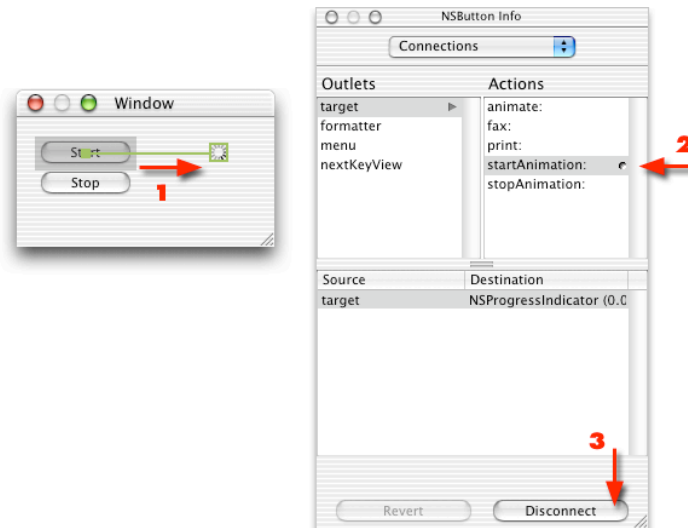 Window
Start
Stop
1
NSButton Info
Connections
Outlets
Actions
target
formatter
menu
nextKeyView
animate:
fax:
print:
startAnimation:
stopAnimation:
2
Source Destination
target NSProgressIndicator (0.0
3
Revert Disconnect